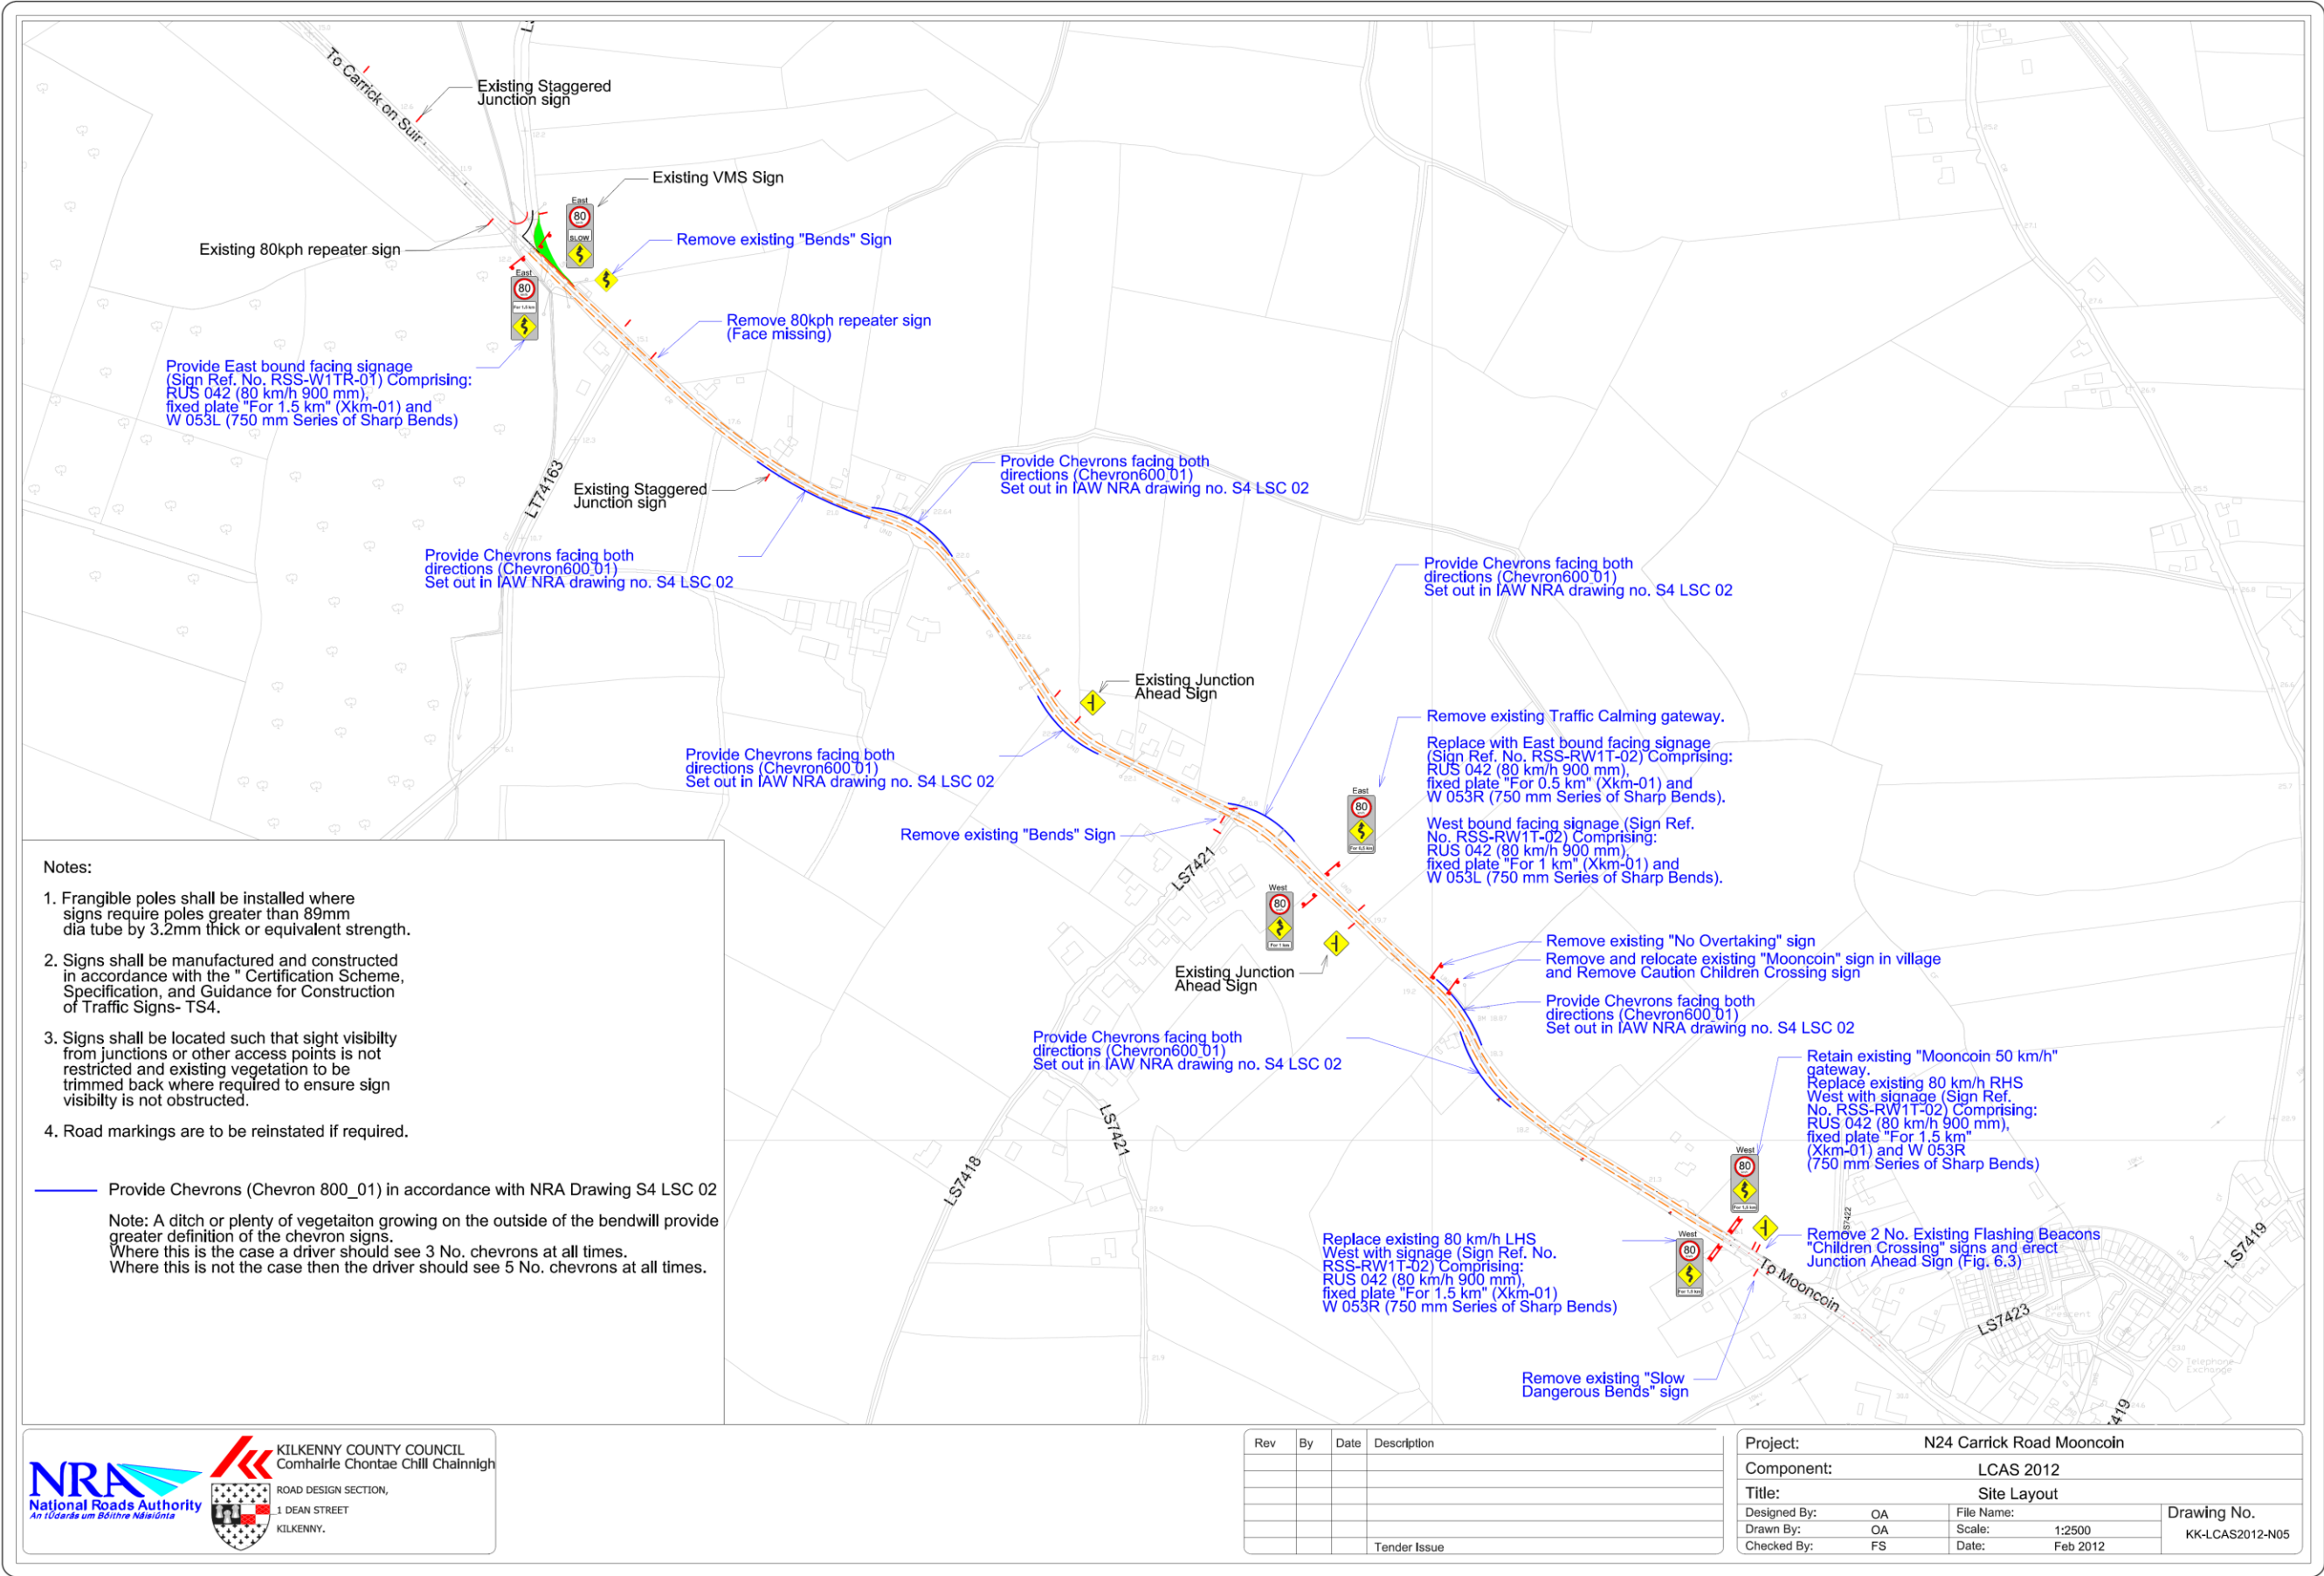 To Carrick on Suir
Existing Staggered
Junction sign
Existing VMS Sign
East
80
SLOW
Remove existing "Bends" Sign
Existing 80kph repeater sign
East
80
For 1.5 km
Remove 80kph repeater sign
(Face missing)
Provide East bound facing signage
(Sign Ref. No. RSS-W1TR-01) Comprising:
RUS 042 (80 km/h 900 mm),
fixed plate "For 1.5 km" (Xkm-01) and
W 053L (750 mm Series of Sharp Bends)
LT74163
Existing Staggered
Junction sign
Provide Chevrons facing both
directions (Chevron600_01)
Set out in IAW NRA drawing no. S4 LSC 02
Provide Chevrons facing both
directions (Chevron600_01)
Set out in IAW NRA drawing no. S4 LSC 02
Provide Chevrons facing both
directions (Chevron600_01)
Set out in IAW NRA drawing no. S4 LSC 02
Existing Junction
Ahead Sign
Provide Chevrons facing both
directions (Chevron600_01)
Set out in IAW NRA drawing no. S4 LSC 02
Remove existing "Bends" Sign
Remove existing Traffic Calming gateway.
Replace with East bound facing signage
(Sign Ref. No. RSS-RW1T-02) Comprising:
RUS 042 (80 km/h 900 mm),
fixed plate "For 0.5 km" (Xkm-01) and
W 053R (750 mm Series of Sharp Bends).
West bound facing signage (Sign Ref.
No. RSS-RW1T-02) Comprising:
RUS 042 (80 km/h 900 mm),
fixed plate "For 1 km" (Xkm-01) and
W 053L (750 mm Series of Sharp Bends).
East
80
For 0.5 km
LS7421
West
80
For 1 km
Existing Junction
Ahead Sign
Remove existing "No Overtaking" sign
Remove and relocate existing "Mooncoin" sign in village
and Remove Caution Children Crossing sign
Provide Chevrons facing both
directions (Chevron600_01)
Set out in IAW NRA drawing no. S4 LSC 02
Provide Chevrons facing both
directions (Chevron600_01)
Set out in IAW NRA drawing no. S4 LSC 02
Retain existing "Mooncoin 50 km/h"
gateway.
Replace existing 80 km/h RHS
West with signage (Sign Ref.
No. RSS-RW1T-02) Comprising:
RUS 042 (80 km/h 900 mm),
fixed plate "For 1.5 km"
(Xkm-01) and W 053R
(750 mm Series of Sharp Bends)
LS7421
LS7418
West
80
For 1.5 km
West
80
For 1.5 km
Replace existing 80 km/h LHS
West with signage (Sign Ref. No.
RSS-RW1T-02) Comprising:
RUS 042 (80 km/h 900 mm),
fixed plate "For 1.5 km" (Xkm-01)
W 053R (750 mm Series of Sharp Bends)
Remove 2 No. Existing Flashing Beacons
"Children Crossing" signs and erect
Junction Ahead Sign (Fig. 6.3)
To Mooncoin
LS7423
LS7419
Telephone
Exchange
Remove existing "Slow
Dangerous Bends" sign
Notes:
1. Frangible poles shall be installed where
signs require poles greater than 89mm
dia tube by 3.2mm thick or equivalent strength.
2. Signs shall be manufactured and constructed
in accordance with the " Certification Scheme,
Specification, and Guidance for Construction
of Traffic Signs- TS4.
3. Signs shall be located such that sight visibilty
from junctions or other access points is not
restricted and existing vegetation to be
trimmed back where required to ensure sign
visibilty is not obstructed.
4. Road markings are to be reinstated if required.
Provide Chevrons (Chevron 800_01) in accordance with NRA Drawing S4 LSC 02
Note: A ditch or plenty of vegetaiton growing on the outside of the bendwill provide
greater definition of the chevron signs.
Where this is the case a driver should see 3 No. chevrons at all times.
Where this is not the case then the driver should see 5 No. chevrons at all times.
NRA
National Roads Authority
An tÚdarás um Bóithre Náisiúnta
KILKENNY COUNTY COUNCIL
Comhairle Chontae Chill Chainnigh
ROAD DESIGN SECTION,
1 DEAN STREET
KILKENNY.
Rev By Date Description
Tender Issue
Project: N24 Carrick Road Mooncoin
Component: LCAS 2012
Title: Site Layout
Designed By: OA File Name: Drawing No.
Drawn By: OA Scale: 1:2500 KK-LCAS2012-N05
Checked By: FS Date: Feb 2012